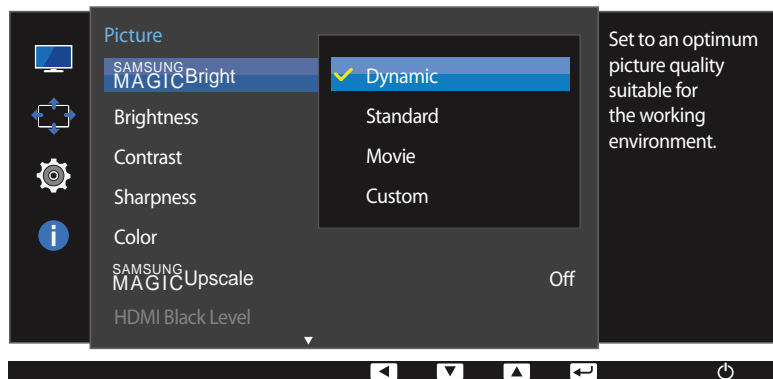 Picture
SAMSUNG
MAGICBright
Brightness
Contrast
Sharpness
Color
SAMSUNG
MAGICUpscale Off
HDMI Black Level
Dynamic
Standard
Movie
Custom
Set to an optimum
picture quality
suitable for
the working
environment.